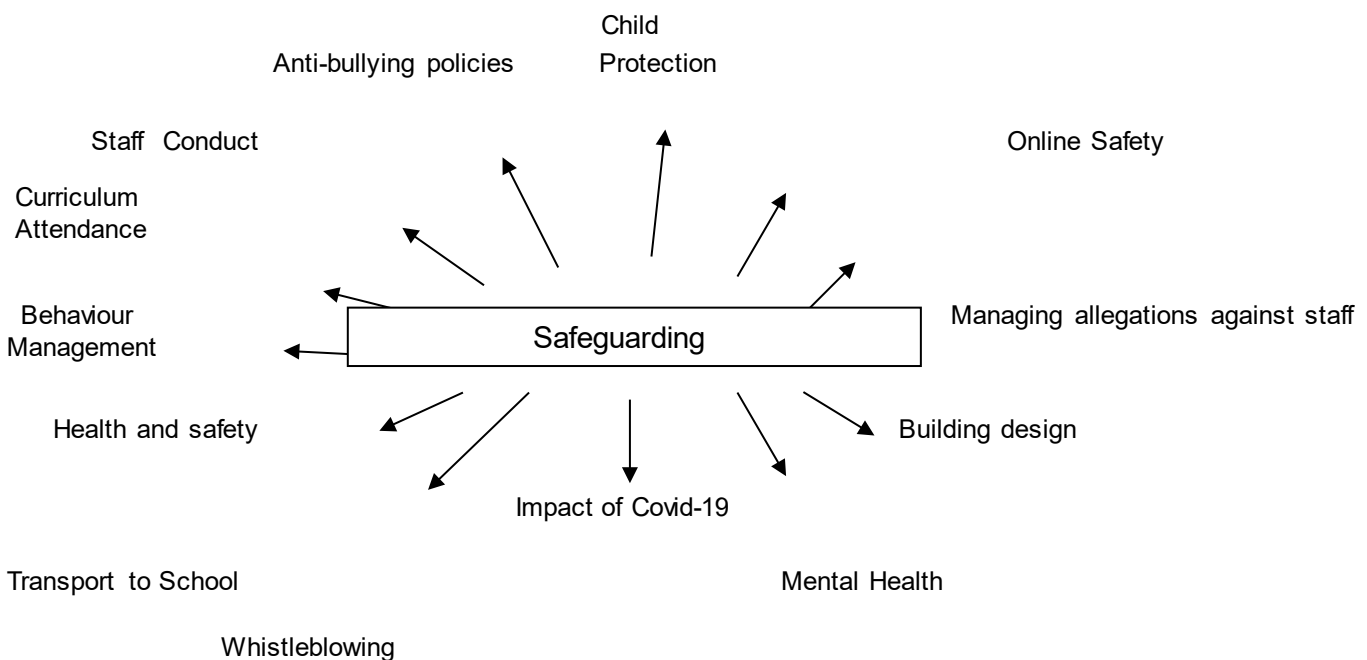 Child
Anti-bullying policies Protection
Staff Conduct
Online Safety
Curriculum
Attendance
Behaviour
Management
Safeguarding
Managing allegations against staff
Health and safety
Building design
Impact of Covid-19
Transport to School
Mental Health
Whistleblowing